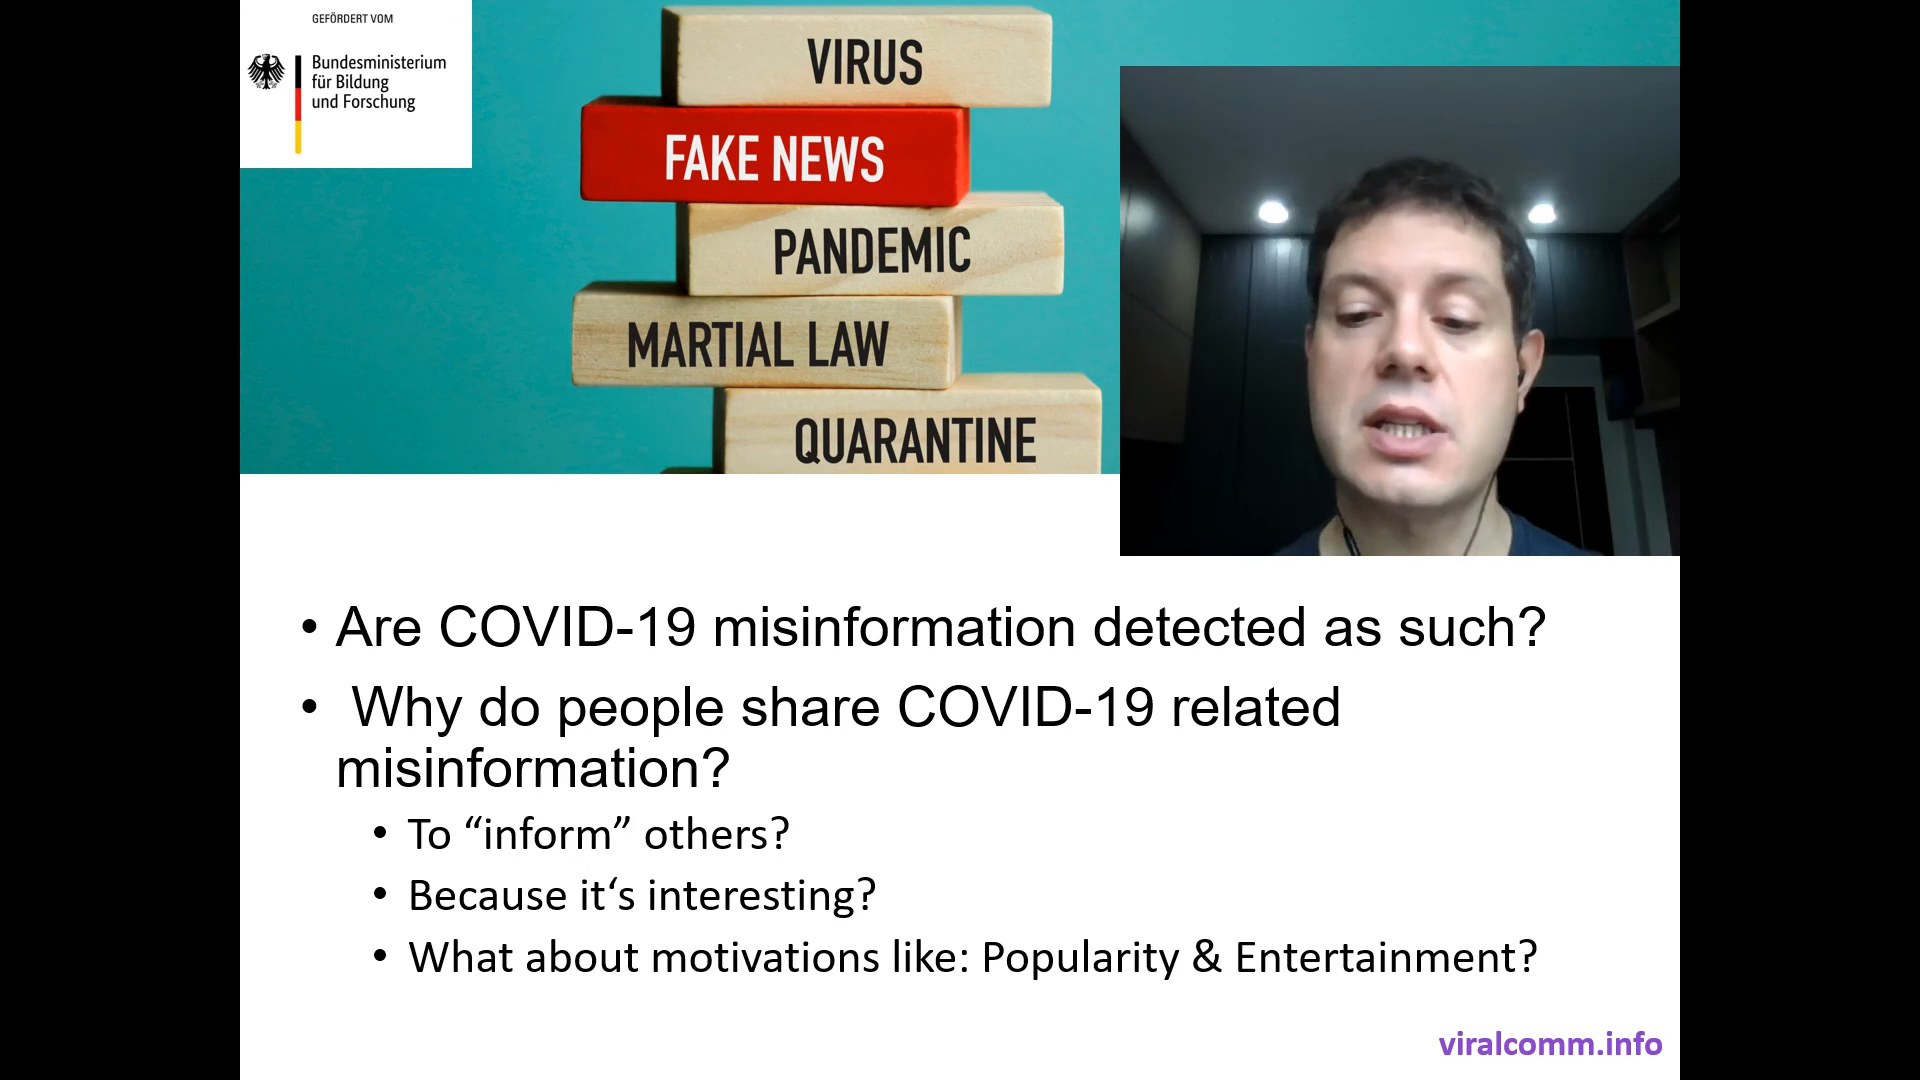 GEFÖRDERT VOM
Bundesministerium
für Bildung
und Forschung
VIRUS
FAKE NEWS
PANDEMIC
MARTIAL LAW
QUARANTINE
• Are COVID-19 misinformation detected as such?
• Why do people share COVID-19 related
misinformation?
• To “inform” others?
• Because it‘s interesting?
• What about motivations like: Popularity & Entertainment?
viralcomm.info